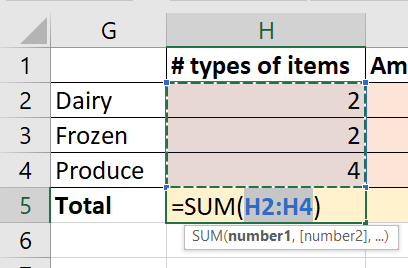 G H
1 # types of items Am
2 Dairy 2
3 Frozen 2
4 Produce 4
5 Total =SUM(H2:H4)
SUM(number1, [number2], ...)
6